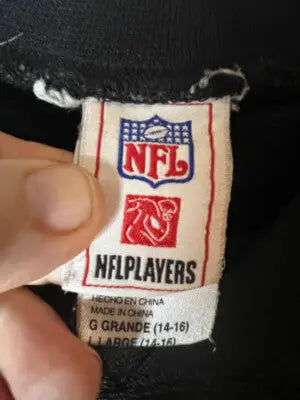 NFL
NFLPLAYERS
HECHO EN CHINA
MADE IN CHINA
G GRANDE (14-16)
L LARGE (14-16)